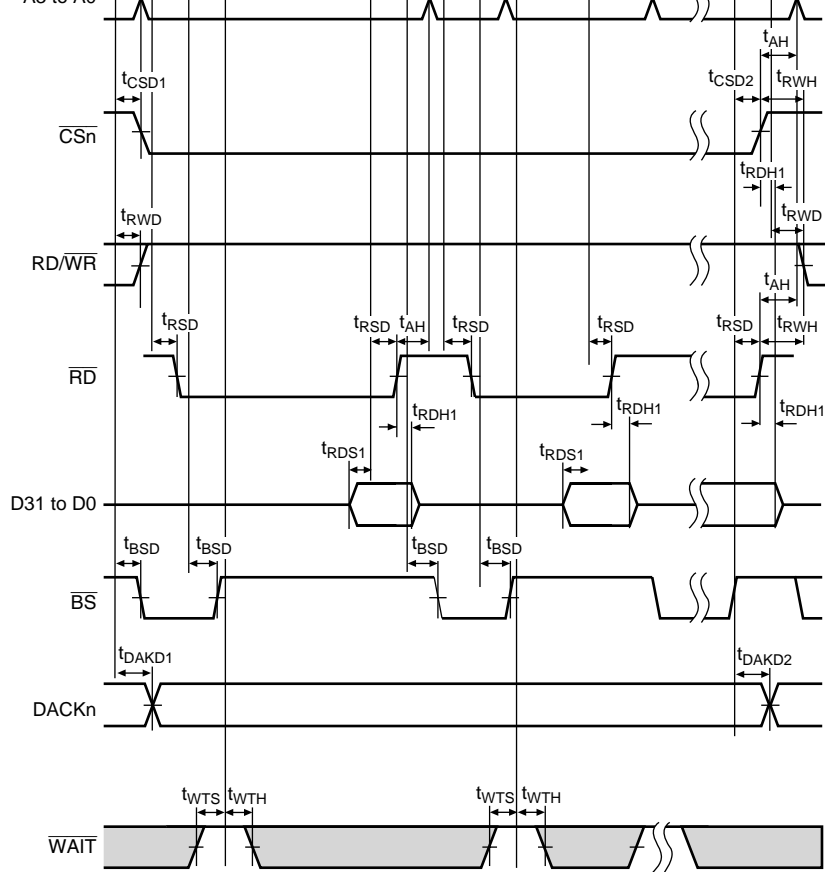 A3 to A0
tAH
tCSD1 tCSD2 tRWH
CSn
tRDH1
tRWD tRWD
RD/WR
tAH
tRSD tRSD tAH tRSD tRSD tRSD tRWH
RD
tRDH1 tRDH1 tRDH1
tRDS1 tRDS1
D31 to D0
tBSD tBSD tBSD tBSD
BS
tDAKD1 tDAKD2
DACKn
tWTS tWTH tWTS tWTH
WAIT